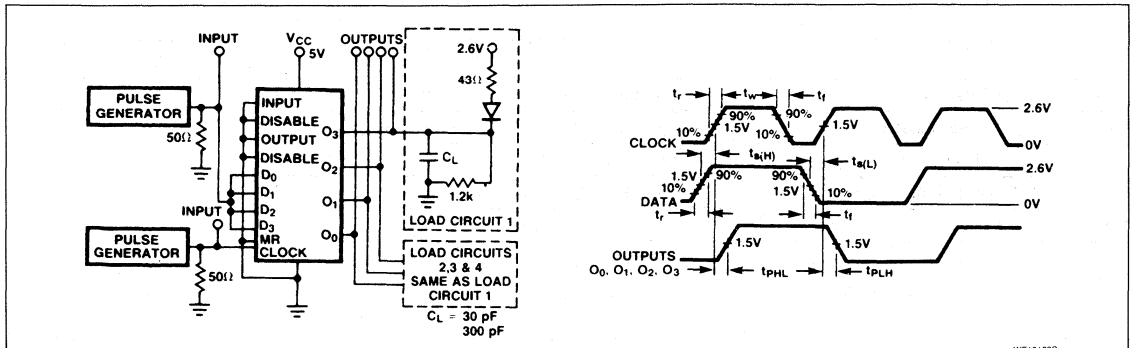 INPUT
VCC
5V
OUTPUTS
2.6V
43Ω
PULSE
GENERATOR
50Ω
INPUT
DISABLE
OUTPUT
DISABLE
D0
D1
D2
D3
MR
CLOCK
O3
O2
O1
O0
CL
1.2k
LOAD CIRCUIT 1
INPUT
PULSE
GENERATOR
50Ω
LOAD CIRCUITS
2,3 & 4
SAME AS LOAD
CIRCUIT 1
CL = 30 pF
300 pF
tr tw tf
90% 90%
2.6V
10% 1.5V 10% 1.5V
CLOCK 0V
ts(H) ts(L)
1.5V 90% 90% 2.6V
10% 1.5V 10%
DATA 0V
tr tf
1.5V 1.5V
OUTPUTS
O0, O1, O2, O3 tPHL tPLH